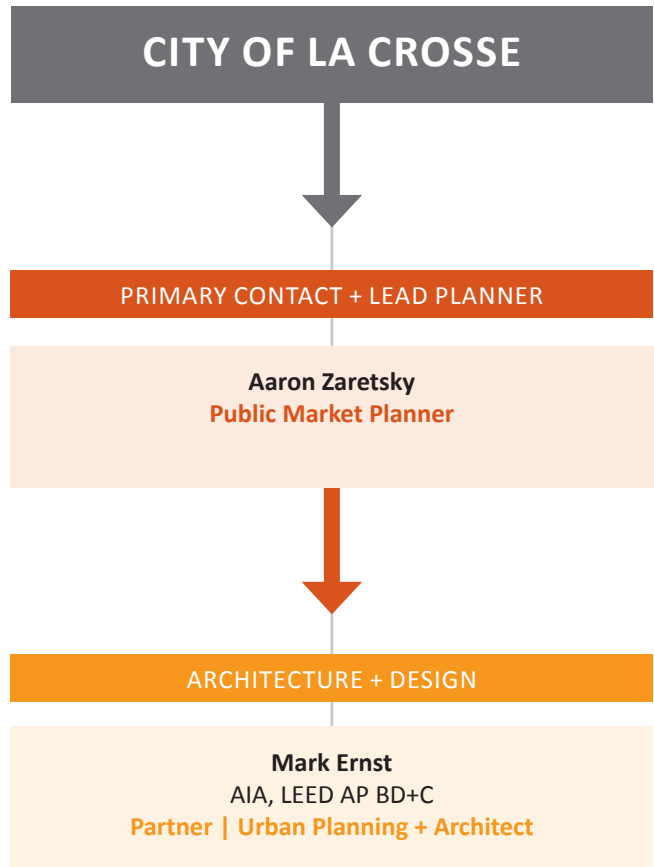 CITY OF LA CROSSE
PRIMARY CONTACT + LEAD PLANNER
Aaron Zaretsky
Public Market Planner
ARCHITECTURE + DESIGN
Mark Ernst
AIA, LEED AP BD+C
Partner | Urban Planning + Architect